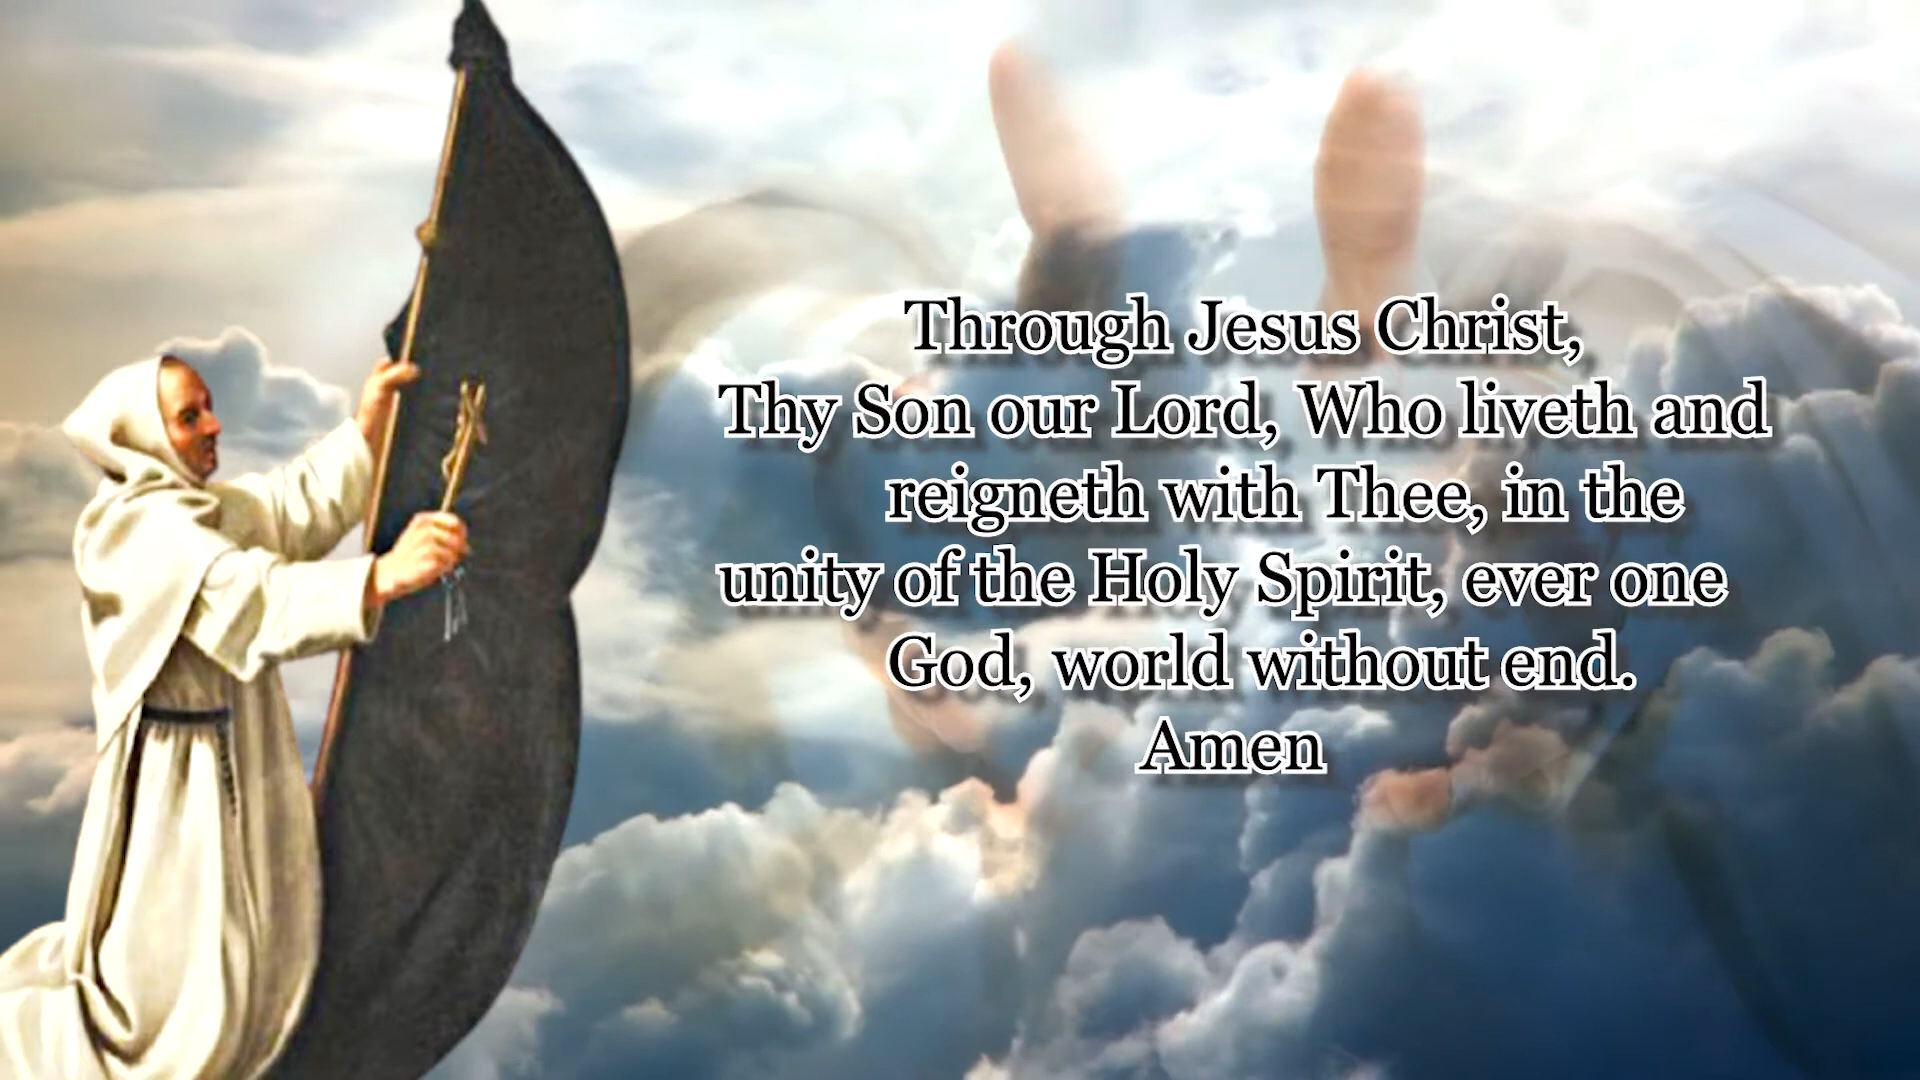 Through Jesus Christ,
Thy Son our Lord, Who liveth and
reigneth with Thee, in the
unity of the Holy Spirit, ever one
God, world without end.
Amen